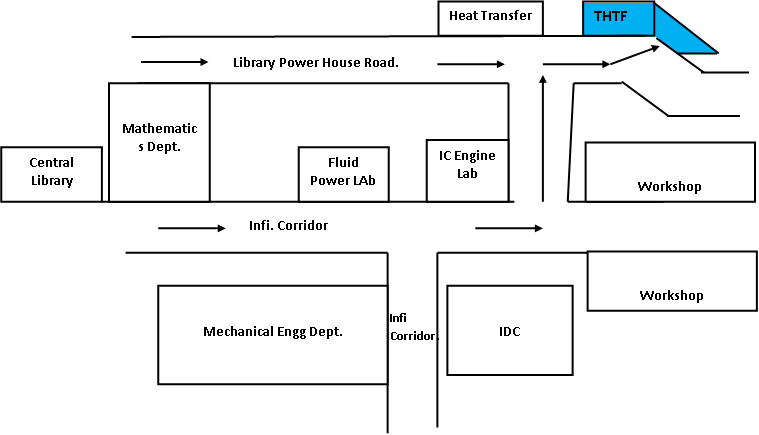 Heat Transfer
THTF
Library Power House Road.
Mathematic
s Dept.
Central
Library
Fluid
Power LAb
IC Engine
Lab
Workshop
Infi. Corridor
Workshop
Mechanical Engg Dept.
Infi
Corridor.
IDC